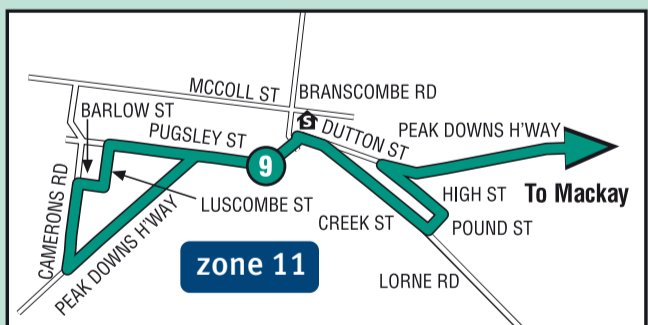 MCCOLL ST
BRANSCOMBE RD
BARLOW ST
S
DUTTON ST
PEAK DOWNS H'WAY
PUGSLEY ST
9
CAMERONS RD
LUSCOMBE ST
HIGH ST
To Mackay
PEAK DOWNS H'WAY
CREEK ST
POUND ST
zone 11
LORNE RD